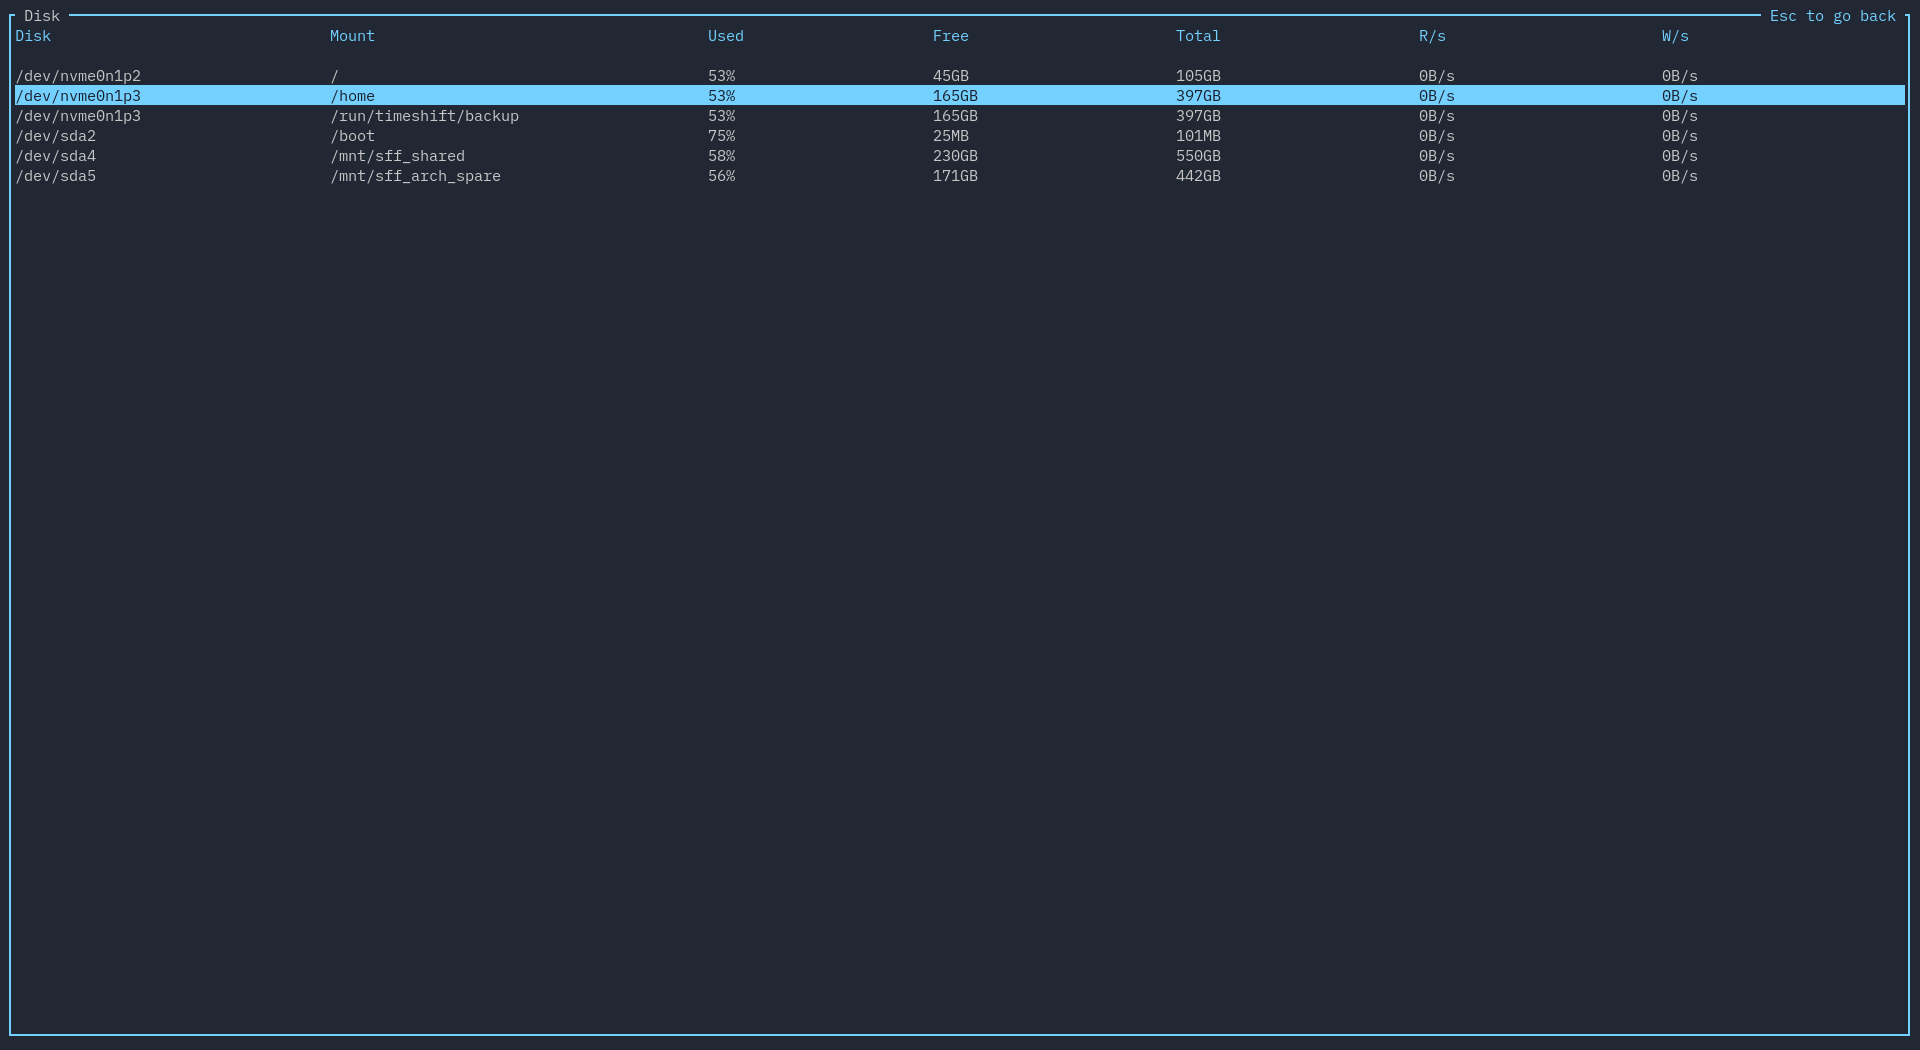 Disk Esc to go back
Disk Mount Used Free Total R/s W/s
/dev/nvme0n1p2 / 53% 45GB 105GB 0B/s 0B/s
/dev/nvme0n1p3 /home 53% 165GB 397GB 0B/s 0B/s
/dev/nvme0n1p3 /run/timeshift/backup 53% 165GB 397GB 0B/s 0B/s
/dev/sda2 /boot 75% 25MB 101MB 0B/s 0B/s
/dev/sda4 /mnt/sff_shared 58% 230GB 550GB 0B/s 0B/s
/dev/sda5 /mnt/sff_arch_spare 56% 171GB 442GB 0B/s 0B/s